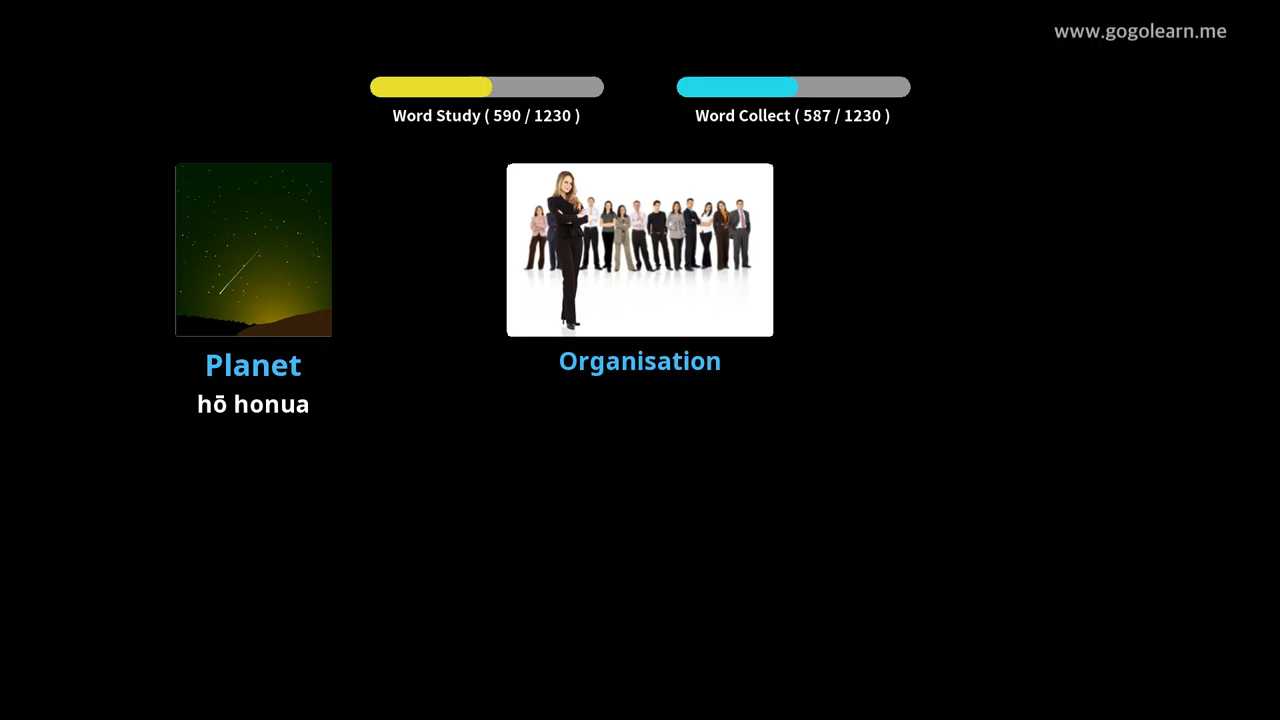 www.gogolearn.me
Word Study ( 590 / 1230 )
Word Collect ( 587 / 1230 )
Planet
hō honua
Organisation